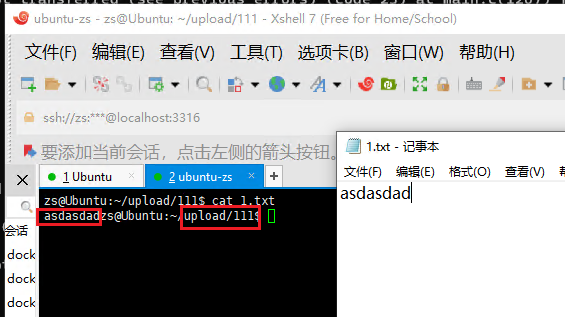 ubuntu-zs - zs@Ubuntu: ~/upload/111 - Xshell 7 (Free for Home/School)
文件(F) 编辑(E) 查看(V) 工具(T) 选项卡(B) 窗口(W) 帮助(H)
ssh://zs:***@localhost:3316
要添加当前会话，点击左侧的箭头按钮。
1 Ubuntu × 2 ubuntu-zs × +
zs@Ubuntu:~/upload/111$ cat 1.txt
asdasdadzs@Ubuntu:~/upload/111$
会话
dock
dock
dock
1.txt - 记事本
文件(F) 编辑(E) 格式(O) 查看(V) 帮助(H)
asdasdad